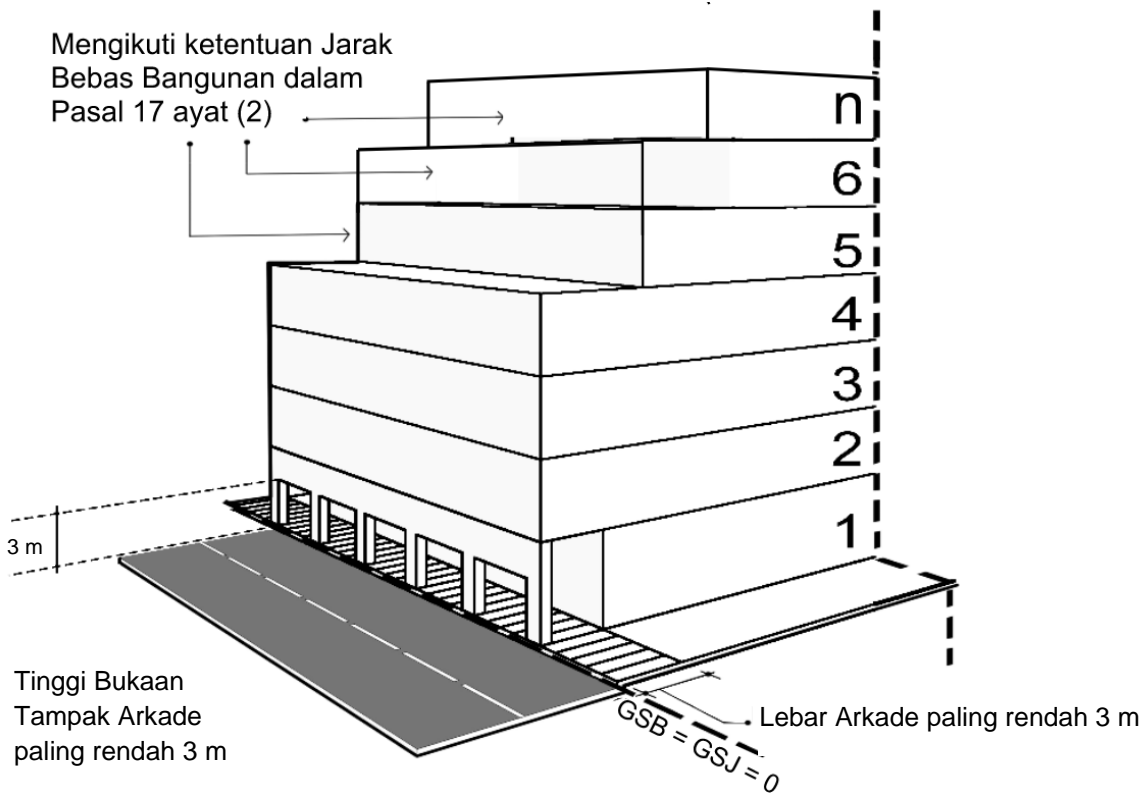 Mengikuti ketentuan Jarak
Bebas Bangunan dalam
Pasal 17 ayat (2)
n
6
5
4
3
2
1
3 m
Tinggi Bukaan
Tampak Arkade
paling rendah 3 m
GSB = GSJ = 0
Lebar Arkade paling rendah 3 m